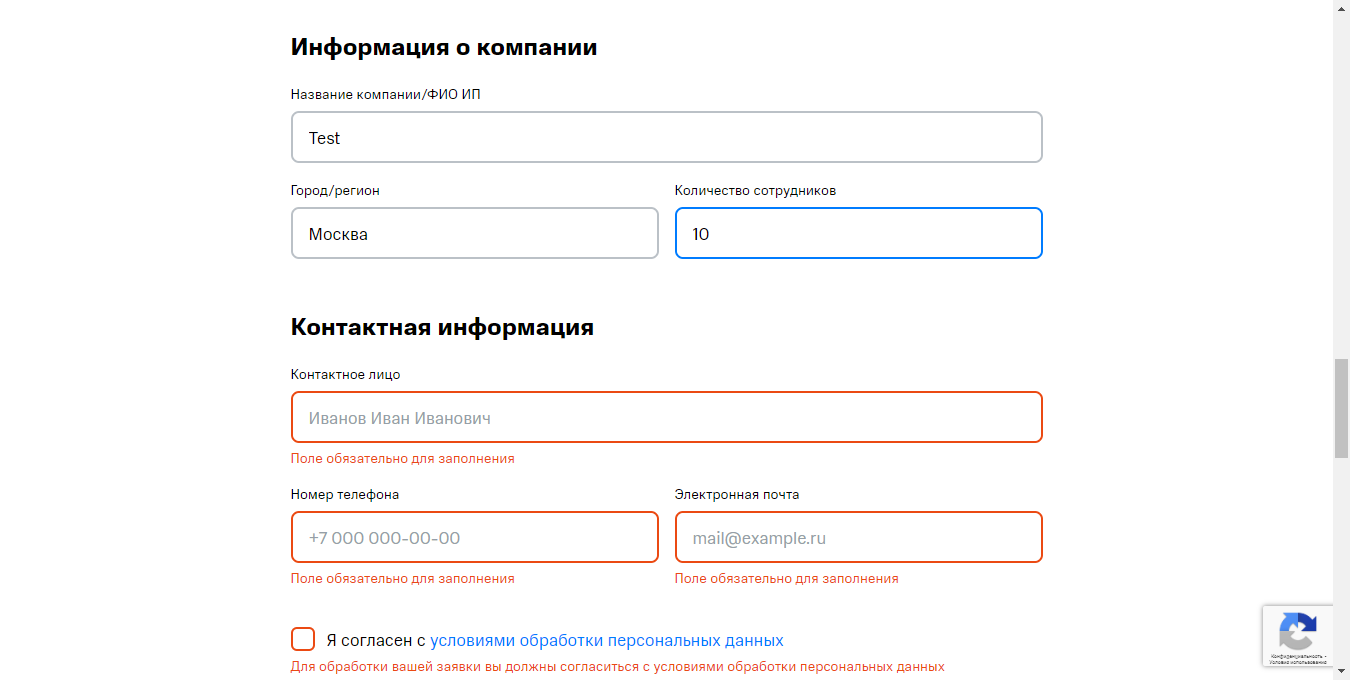 Информация о компании
Название компании/ФИО ИП
Test
Город/регион Количество сотрудников
Москва 10
Контактная информация
Контактное лицо
Иванов Иван Иванович
Поле обязательно для заполнения
Номер телефона Электронная почта
+7 000 000-00-00 mail@example.ru
Поле обязательно для заполнения Поле обязательно для заполнения
Я согласен с условиями обработки персональных данных
Для обработки вашей заявки вы должны согласиться с условиями обработки персональных данных
Конфиденциальность -
Условия использования